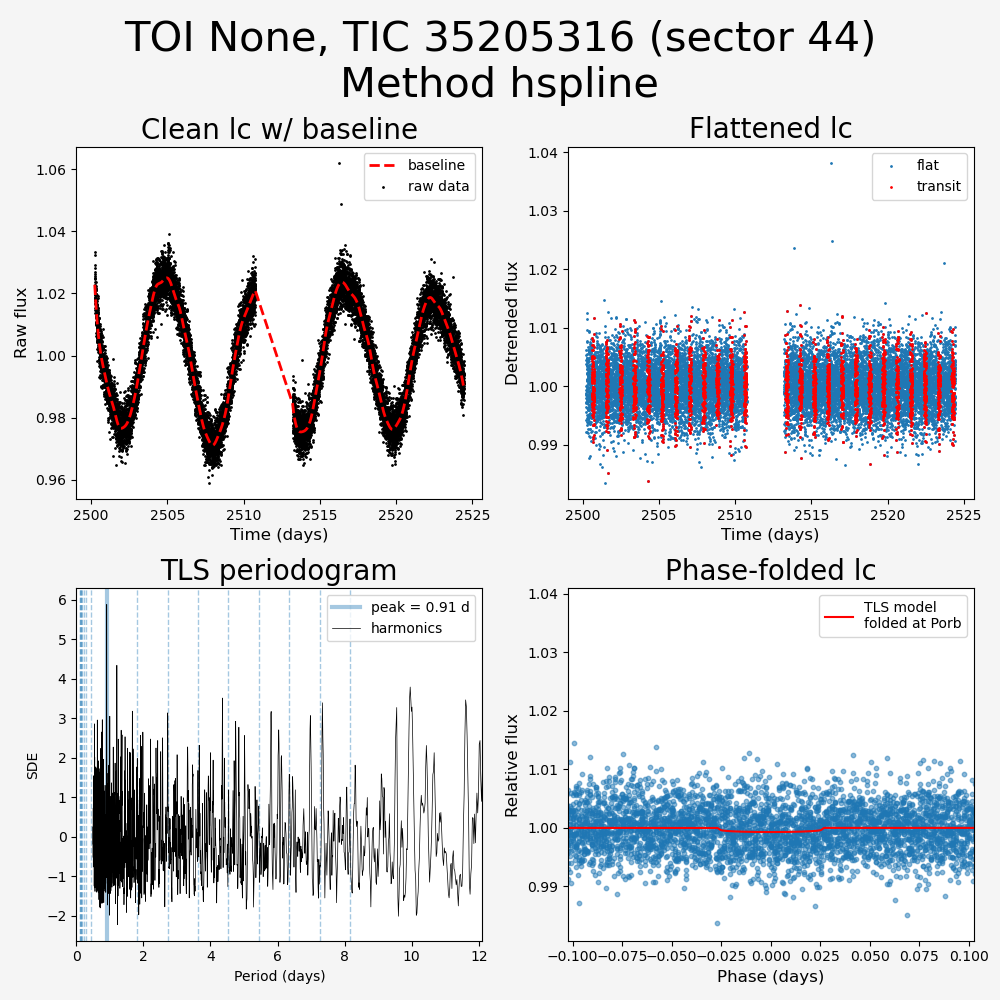 TOI None, TIC 35205316 (sector 44)
Method hspline
Clean lc w/ baseline
Raw flux
1.06
1.04
1.02
1.00
0.98
0.96
baseline
raw data
2500 2505 2510 2515 2520 2525
Time (days)
Flattened lc
Detrended flux
1.04
1.03
1.02
1.01
1.00
0.99
flat
transit
2500 2505 2510 2515 2520 2525
Time (days)
TLS periodogram
SDE
6
5
4
3
2
1
0
−1
−2
peak = 0.91 d
harmonics
0 2 4 6 8 10 12
Period (days)
Phase-folded lc
Relative flux
1.04
1.03
1.02
1.01
1.00
0.99
TLS model
folded at Porb
−0.100 −0.075 −0.050 −0.025 0.000 0.025 0.050 0.075 0.100
Phase (days)